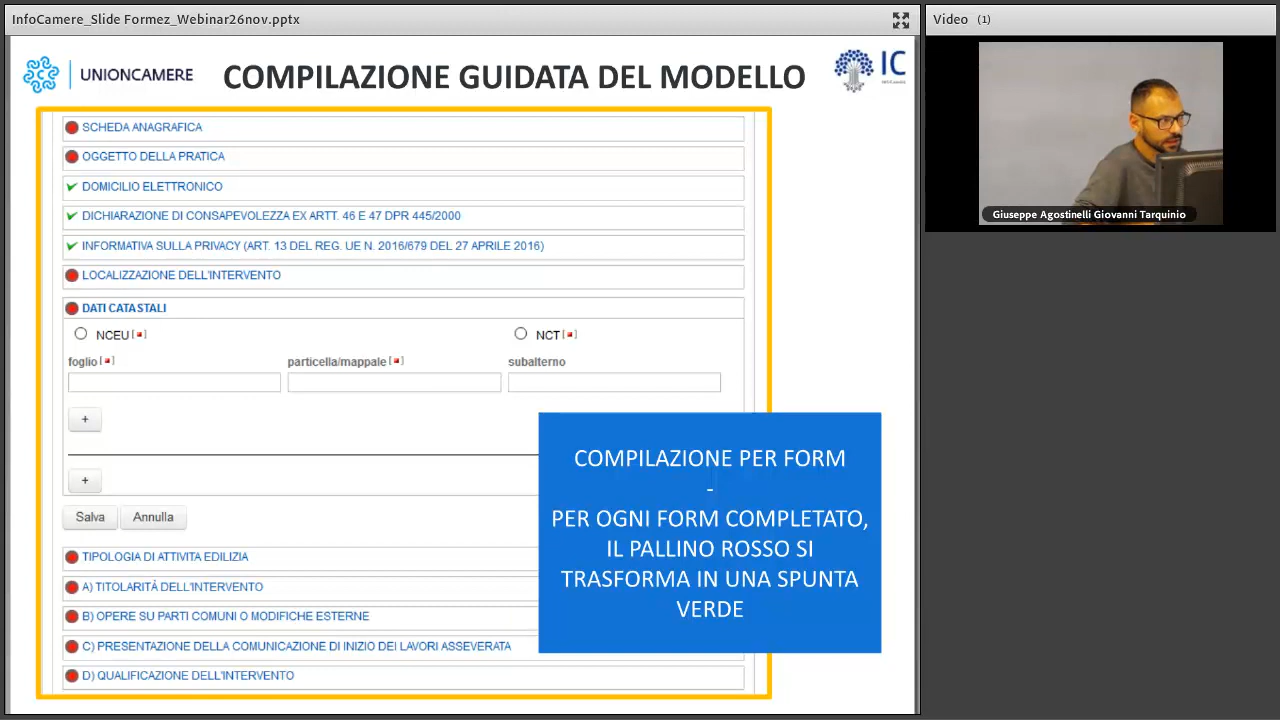 InfoCamere_Slide Formez_Webinar26nov.pptx
Video (1)
UNIONCAMERE
COMPILAZIONE GUIDATA DEL MODELLO
IC
SCHEDA ANAGRAFICA
OGGETTO DELLA PRATICA
DOMICILIO ELETTRONICO
DICHIARAZIONE DI CONSAPEVOLEZZA EX ARTT. 46 E 47 DPR 445/2000
INFORMATIVA SULLA PRIVACY (ART. 13 DEL REG. UE N. 2016/679 DEL 27 APRILE 2016)
LOCALIZZAZIONE DELL'INTERVENTO
DATI CATASTALI
NCEU NCT
foglio particella/mappale subalterno
+
+
Salva Annulla
TIPOLOGIA DI ATTIVITA EDILIZIA
A) TITOLARITÀ DELL'INTERVENTO
B) OPERE SU PARTI COMUNI O MODIFICHE ESTERNE
C) PRESENTAZIONE DELLA COMUNICAZIONE DI INIZIO DEI LAVORI ASSEVERATA
D) QUALIFICAZIONE DELL'INTERVENTO
COMPILAZIONE PER FORM
-
PER OGNI FORM COMPLETATO,
IL PALLINO ROSSO SI
TRASFORMA IN UNA SPUNTA
VERDE
Giuseppe Agostinelli Giovanni Tarquinio